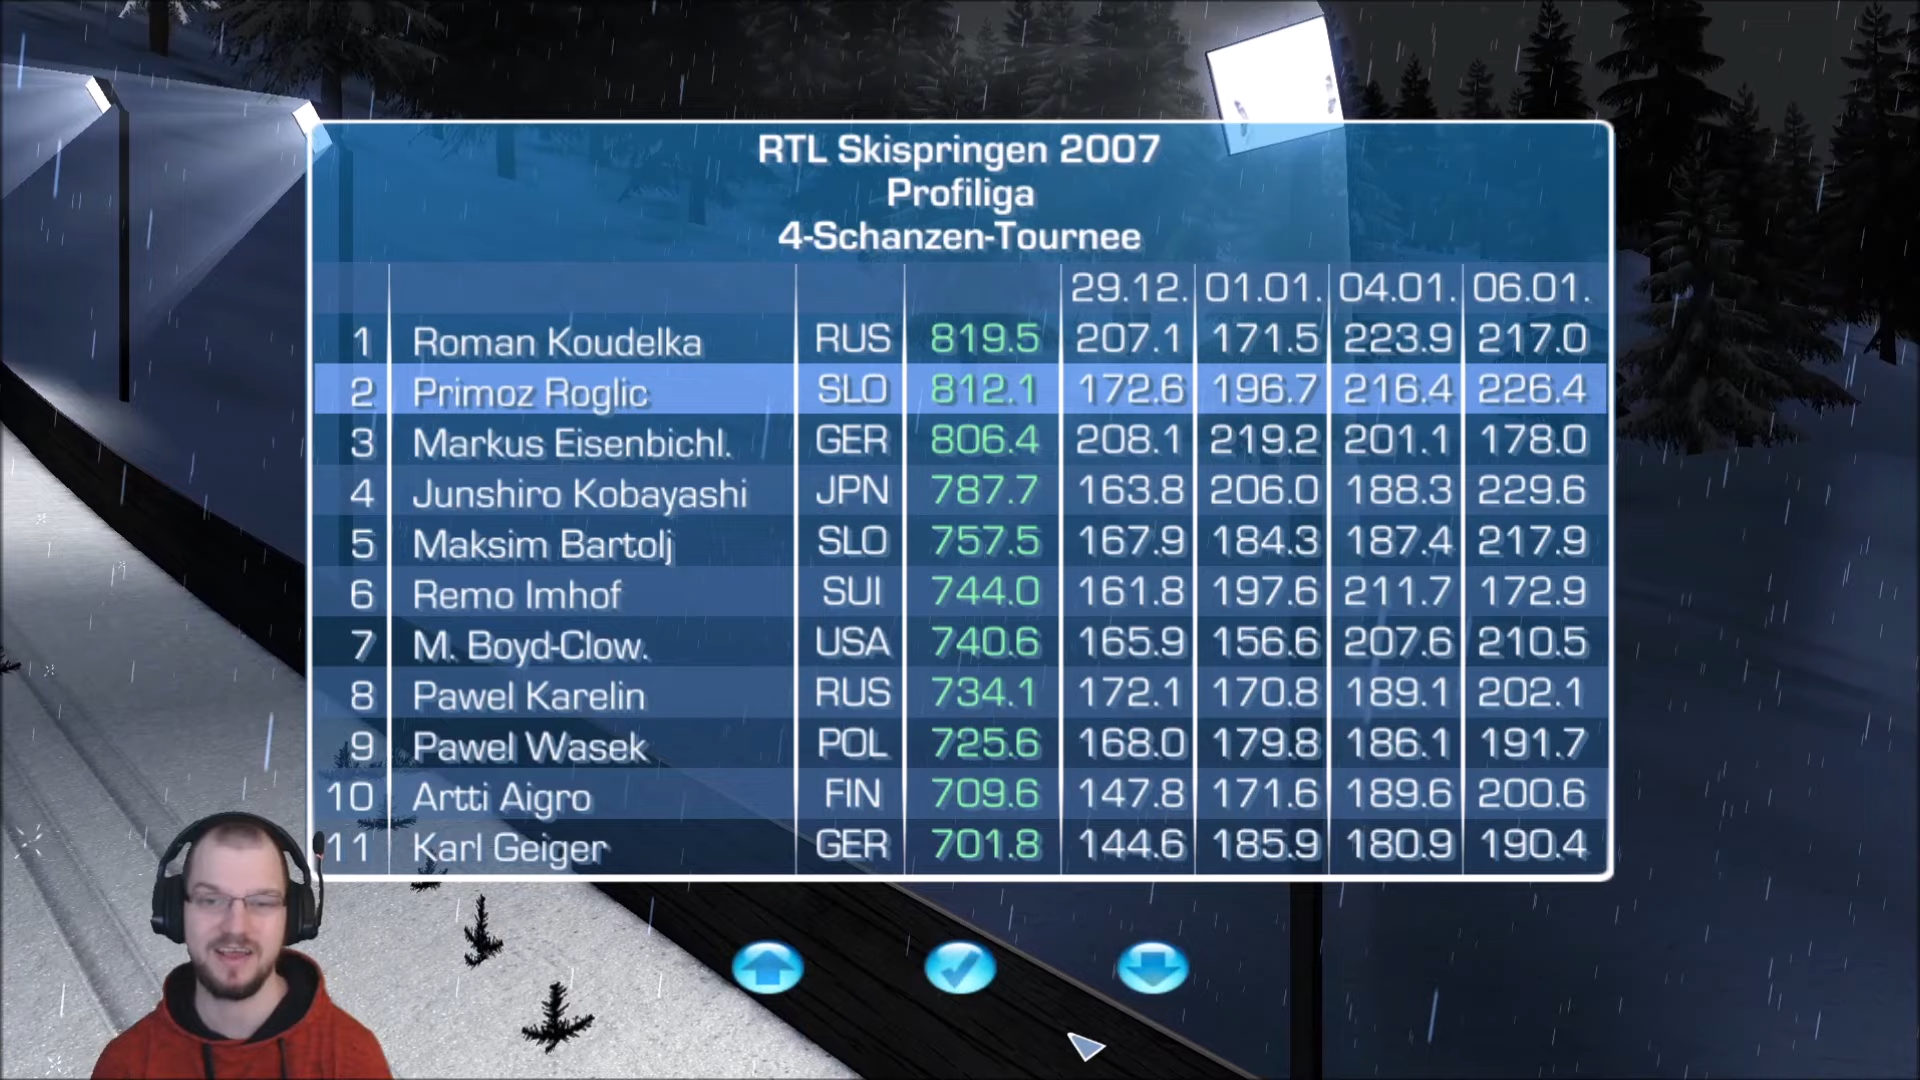 RTL Skispringen 2007
Profiliga
4-Schanzen-Tournee
29.12. 01.01. 04.01. 06.01.
1 Roman Koudelka RUS 819.5 207.1 171.5 223.9 217.0
2 Primoz Roglic SLO 812.1 172.6 196.7 216.4 226.4
3 Markus Eisenbichl. GER 806.4 208.1 219.2 201.1 178.0
4 Junshiro Kobayashi JPN 787.7 163.8 206.0 188.3 229.6
5 Maksim Bartolj SLO 757.5 167.9 184.3 187.4 217.9
6 Remo Imhof SUI 744.0 161.8 197.6 211.7 172.9
7 M. Boyd-Clow. USA 740.6 165.9 156.6 207.6 210.5
8 Pawel Karelin RUS 734.1 172.1 170.8 189.1 202.1
9 Pawel Wasek POL 725.6 168.0 179.8 186.1 191.7
10 Artti Aigro FIN 709.6 147.8 171.6 189.6 200.6
11 Karl Geiger GER 701.8 144.6 185.9 180.9 190.4